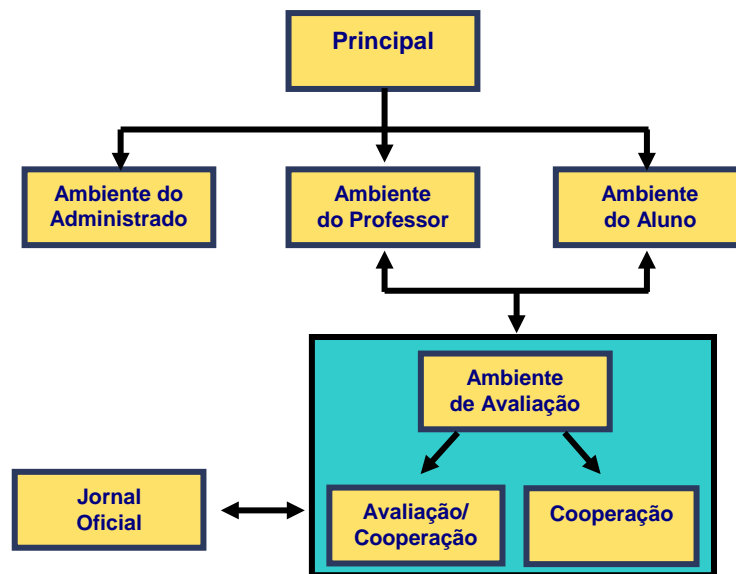 Principal
Ambiente do
Administrado
Ambiente
do Professor
Ambiente
do Aluno
Ambiente
de Avaliação
Jornal
Oficial
Avaliação/
Cooperação
Cooperação